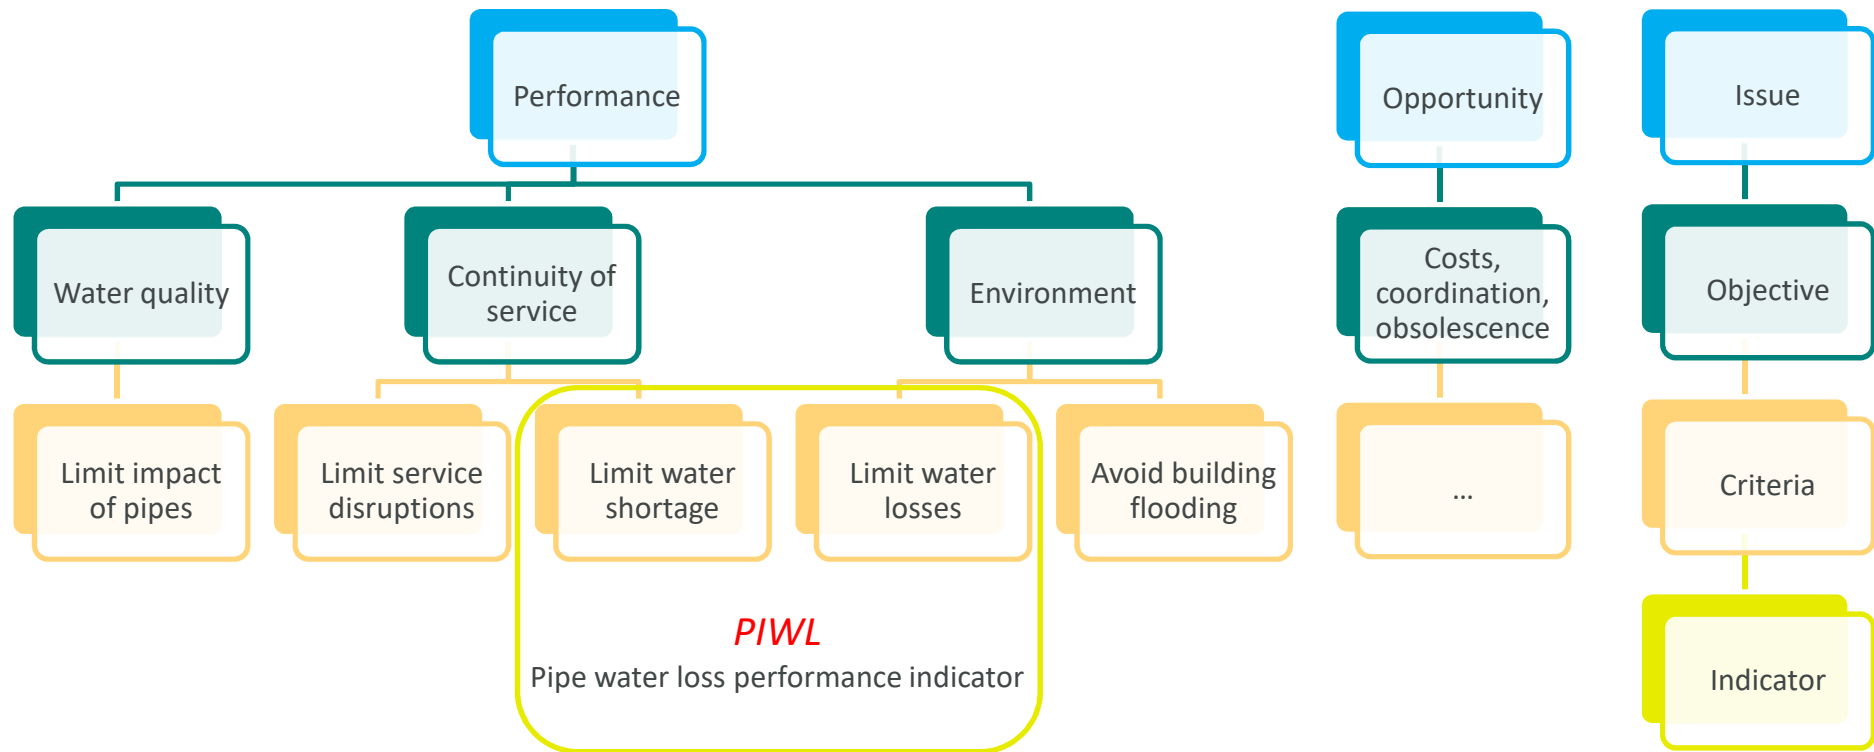 Performance
Opportunity
Issue
Water quality
Continuity of
service
Environment
Costs,
coordination,
obsolescence
Objective
Limit impact
of pipes
Limit service
disruptions
Limit water
shortage
Limit water
losses
Avoid building
flooding
...
Criteria
PIWL
Pipe water loss performance indicator
Indicator